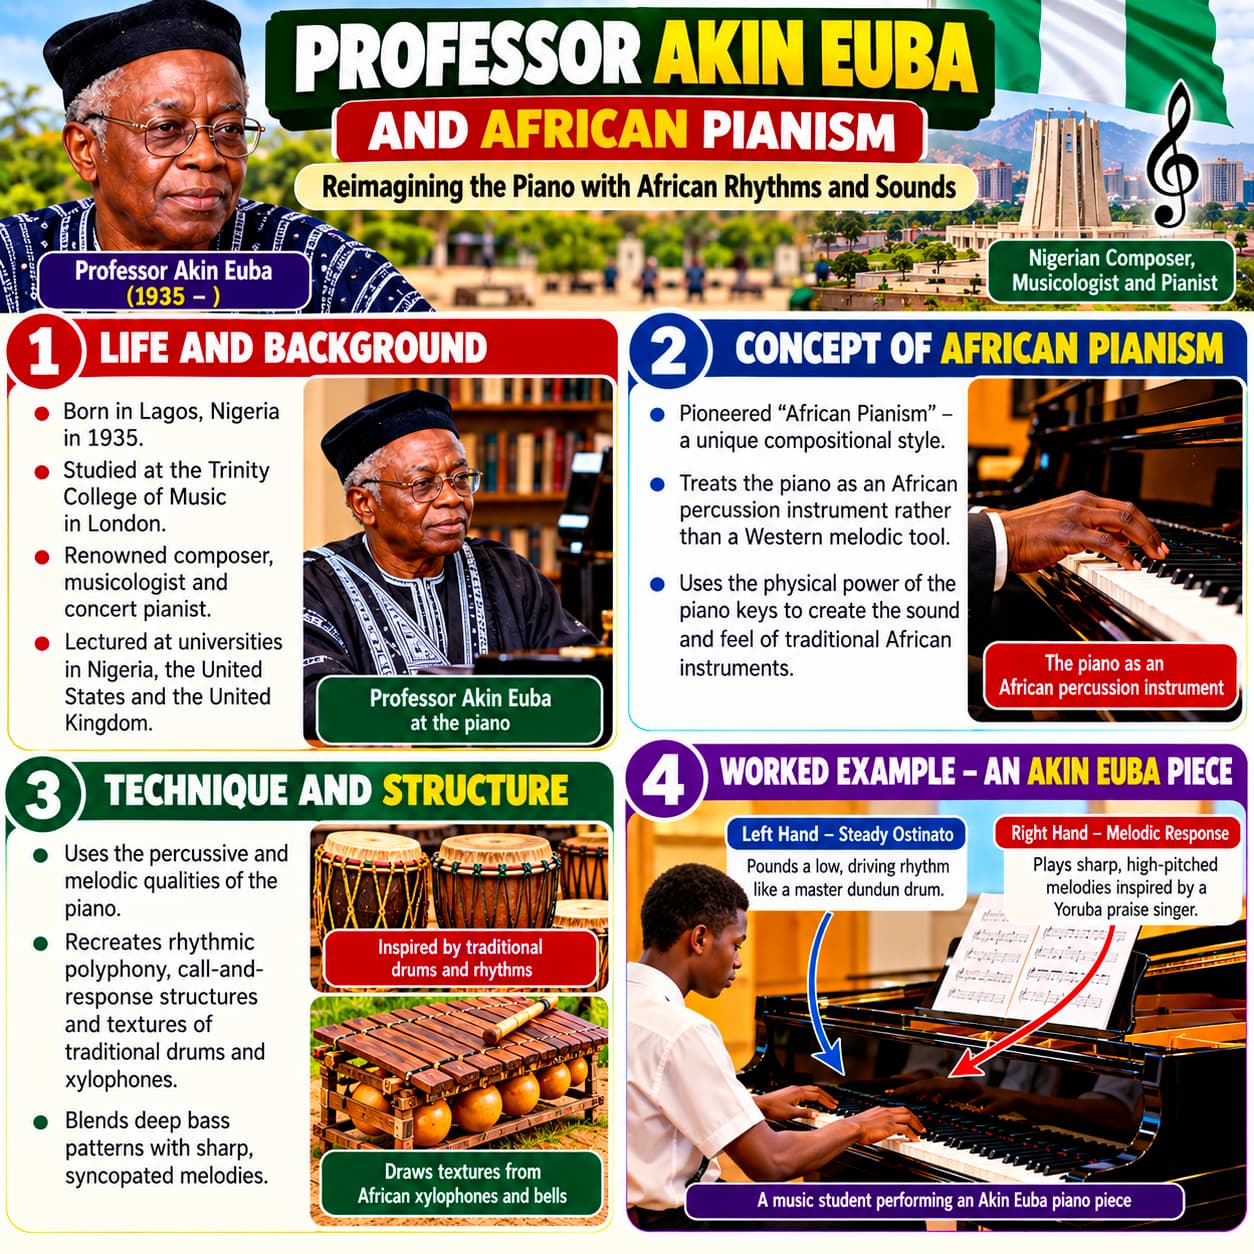 PROFESSOR AKIN EUBA
AND AFRICAN PIANISM
Reimagining the Piano with African Rhythms and Sounds
Professor Akin Euba
(1935 – )
Nigerian Composer,
Musicologist and Pianist
1 LIFE AND BACKGROUND
Born in Lagos, Nigeria
in 1935.
Studied at the Trinity
College of Music
in London.
Renowned composer,
musicologist and
concert pianist.
Lectured at universities
in Nigeria, the United
States and the United
Kingdom.
Professor Akin Euba
at the piano
2 CONCEPT OF AFRICAN PIANISM
Pioneered “African Pianism” –
a unique compositional style.
Treats the piano as an African
percussion instrument rather
than a Western melodic tool.
Uses the physical power of the
piano keys to create the sound
and feel of traditional African
instruments.
The piano as an
African percussion instrument
3 TECHNIQUE AND STRUCTURE
Uses the percussive and
melodic qualities of the
piano.
Recreates rhythmic
polyphony, call-and-
response structures
and textures of
traditional drums and
xylophones.
Blends deep bass
patterns with sharp,
syncopated melodies.
Inspired by traditional
drums and rhythms
Draws textures from
African xylophones and bells
4 WORKED EXAMPLE – AN AKIN EUBA PIECE
Left Hand – Steady Ostinato
Pounds a low, driving rhythm
like a master dundun drum.
Right Hand – Melodic Response
Plays sharp, high-pitched
melodies inspired by a
Yoruba praise singer.
A music student performing an Akin Euba piano piece